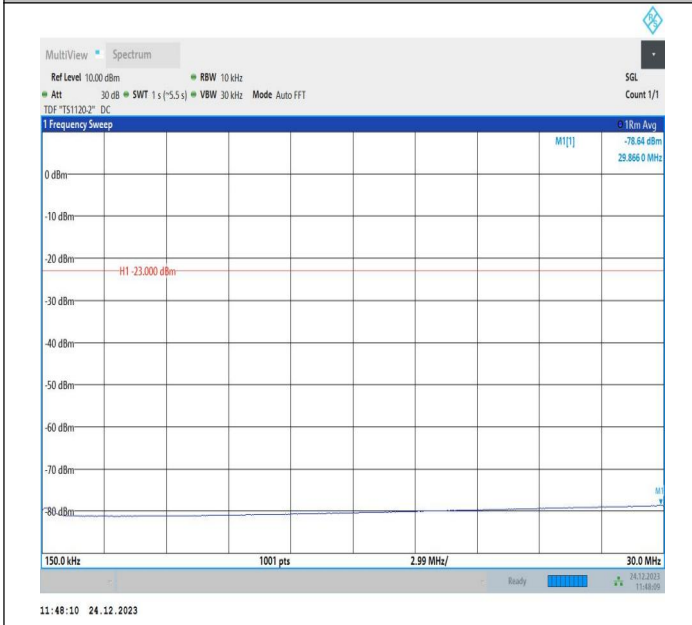 MultiView Spectrum
Ref Level 10.00 dBm RBW 10 kHz SGL
Att 30 dB SWT 1 s (~5.5 s) VBW 30 kHz Mode Auto FFT Count 1/1
TDF "TS1120-2" DC
1 Frequency Sweep 1Rm Avg
M1[1] -78.64 dBm
29.866 0 MHz
0 dBm
-10 dBm
-20 dBm
H1 -23.000 dBm
-30 dBm
-40 dBm
-50 dBm
-60 dBm
-70 dBm
M1
-80 dBm
150.0 kHz 1001 pts 2.99 MHz/ 30.0 MHz
Ready 24.12.2023
11:48:09
11:48:10 24.12.2023